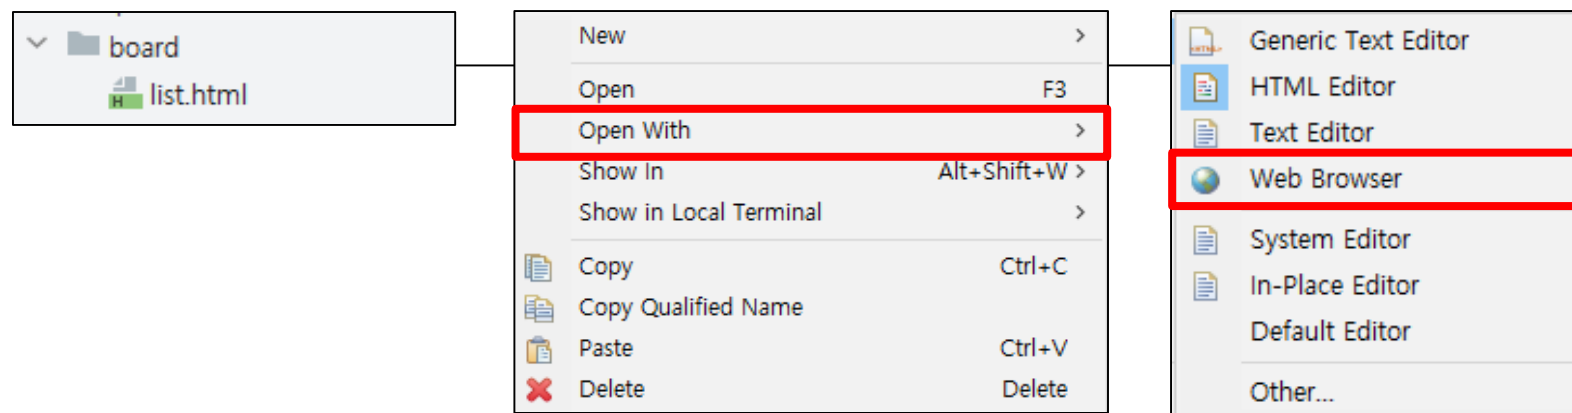 board
list.html
New
Open F3
Open With
Show In Alt+Shift+W
Show in Local Terminal
Copy Ctrl+C
Copy Qualified Name
Paste Ctrl+V
Delete Delete
Generic Text Editor
HTML Editor
Text Editor
Web Browser
System Editor
In-Place Editor
Default Editor
Other...